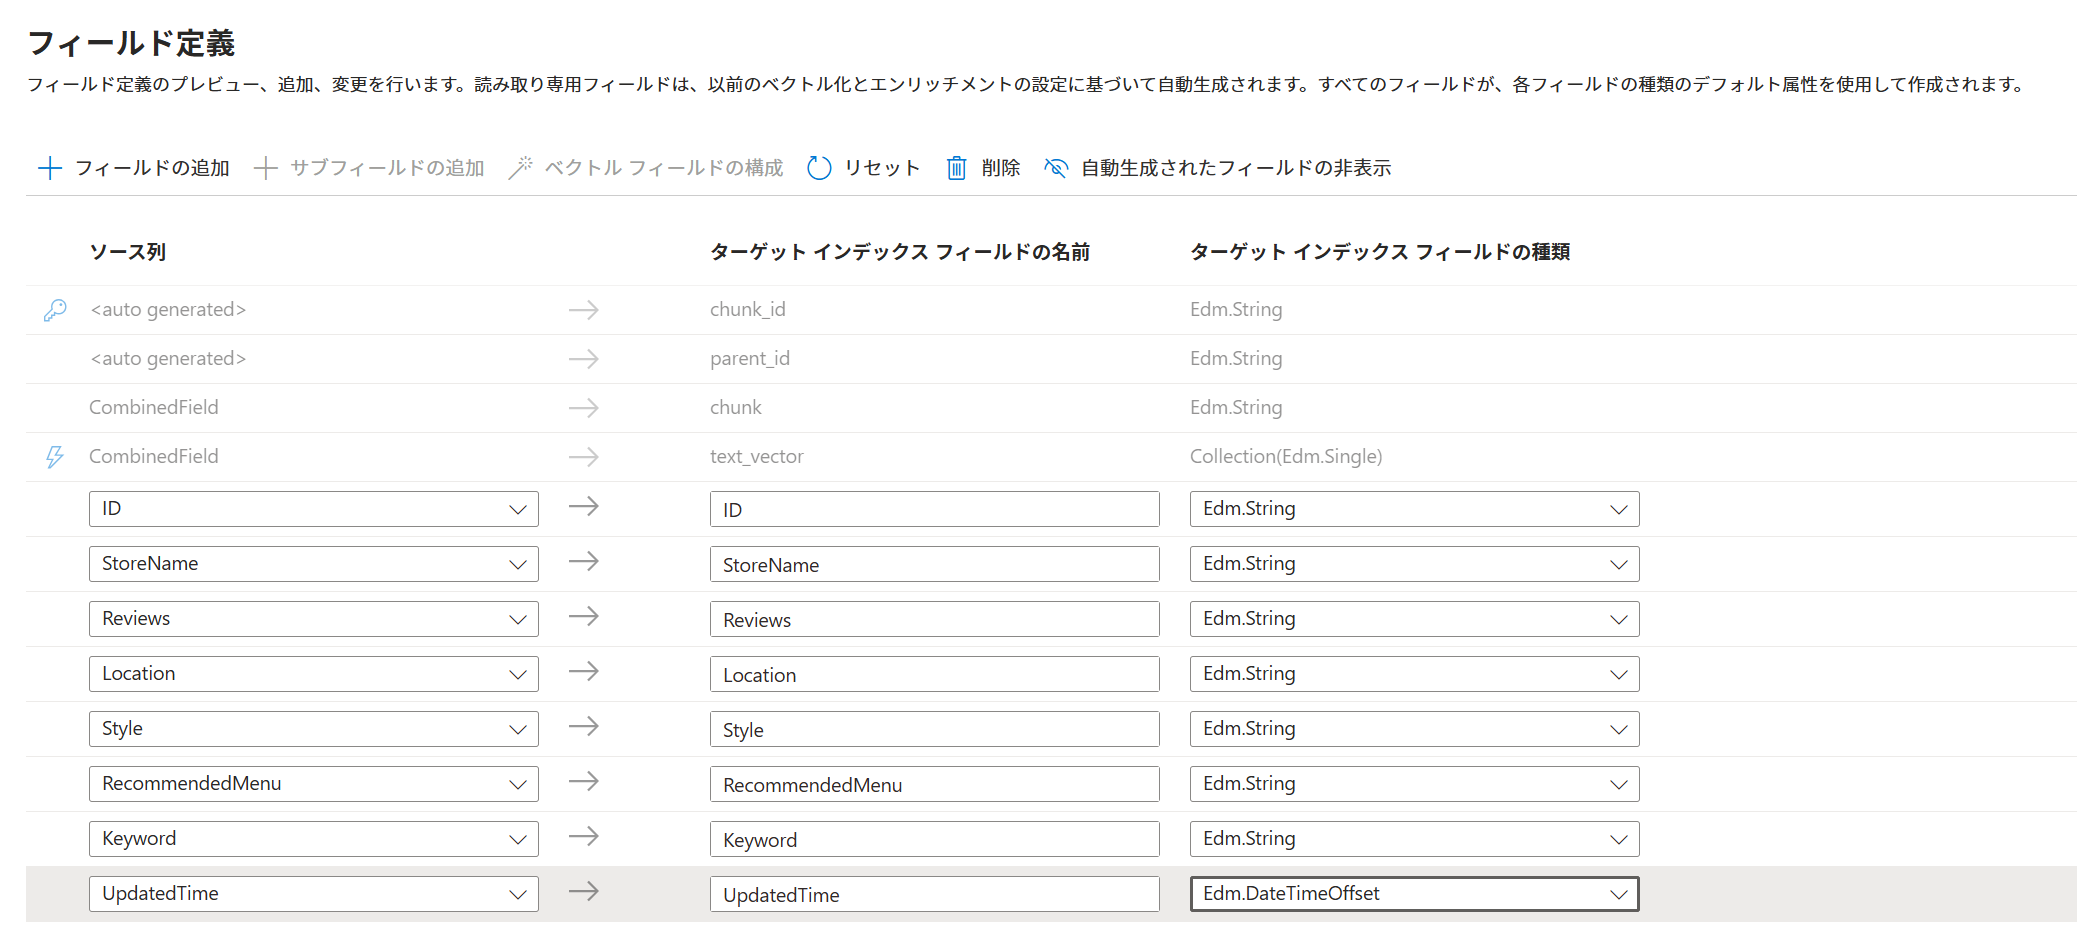 フィールド定義
フィールド定義のプレビュー、追加、変更を行います。読み取り専用フィールドは、以前のベクトル化とエンリッチメントの設定に基づいて自動生成されます。すべてのフィールドが、各フィールドの種類のデフォルト属性を使用して作成されます。
フィールドの追加 サブフィールドの追加 ベクトル フィールドの構成 リセット 削除 自動生成されたフィールドの非表示
ソース列 ターゲット インデックス フィールドの名前 ターゲット インデックス フィールドの種類
<auto generated> chunk_id Edm.String
<auto generated> parent_id Edm.String
CombinedField chunk Edm.String
CombinedField text_vector Collection(Edm.Single)
ID ID Edm.String
StoreName StoreName Edm.String
Reviews Reviews Edm.String
Location Location Edm.String
Style Style Edm.String
RecommendedMenu RecommendedMenu Edm.String
Keyword Keyword Edm.String
UpdatedTime UpdatedTime Edm.DateTimeOffset